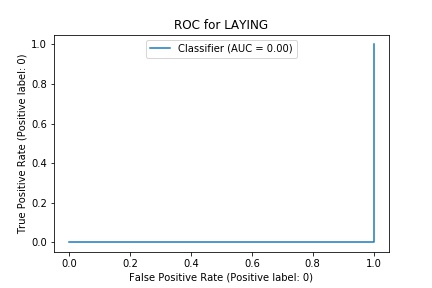 ROC for LAYING
Classifier (AUC = 0.00)
True Positive Rate (Positive label: 0)
1.0
0.8
0.6
0.4
0.2
0.0
0.0 0.2 0.4 0.6 0.8 1.0
False Positive Rate (Positive label: 0)